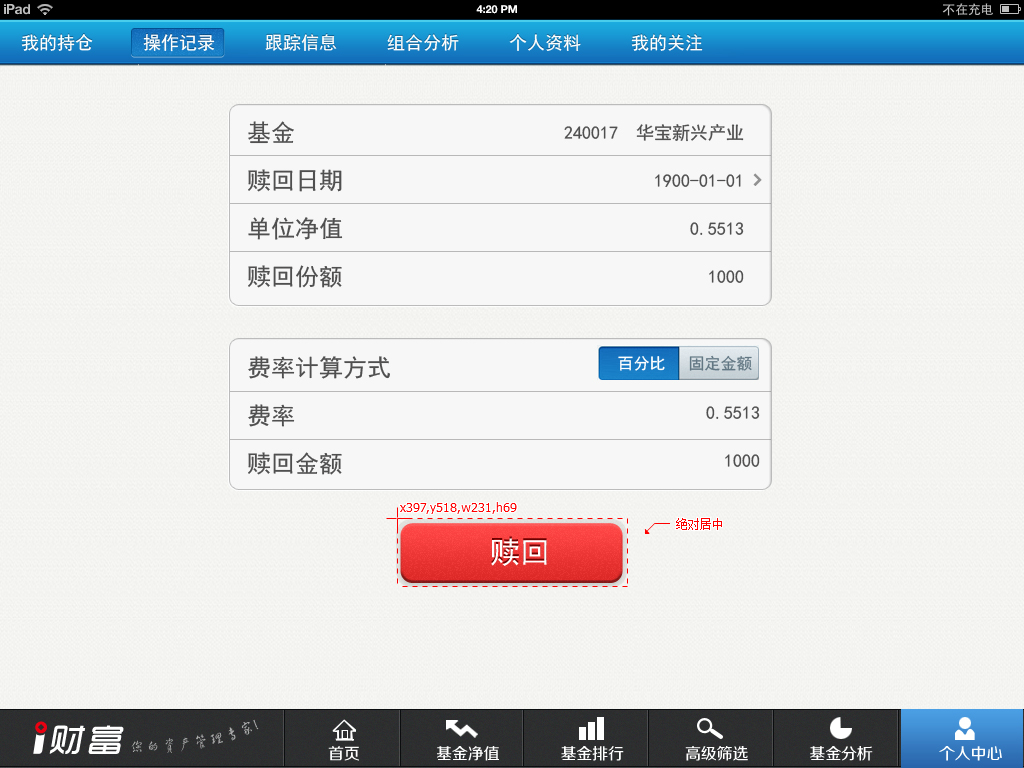 iPad 4:20 PM 不在充电
我的持仓 操作记录 跟踪信息 组合分析 个人资料 我的关注
基金 240017 华宝新兴产业
赎回日期 1900-01-01
单位净值 0.5513
赎回份额 1000
费率计算方式 百分比 固定金额
费率 0.5513
赎回金额 1000
x397,y518,w231,h69
绝对居中
赎回
i财富 你的資产管理专家!
首页 基金净值 基金排行 高级筛选 基金分析 个人中心